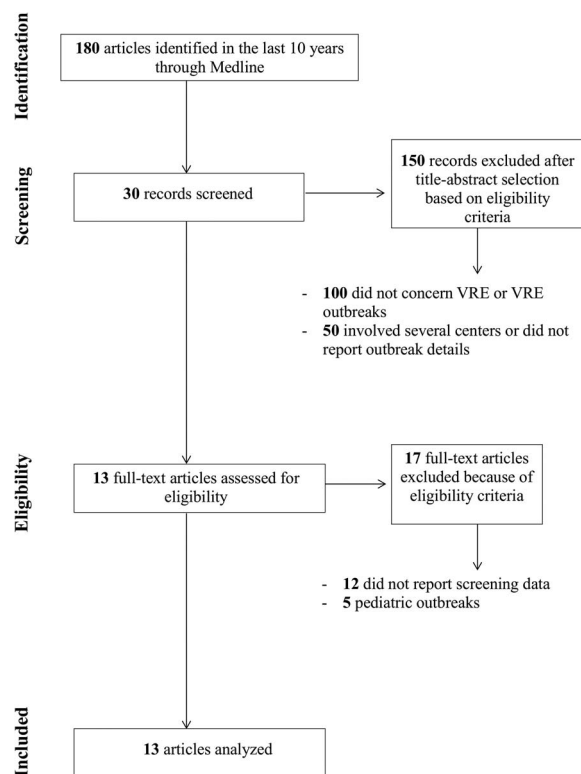 Identification
180 articles identified in the last 10 years
through Medline
Screening
30 records screened
150 records excluded after
title-abstract selection
based on eligibility
criteria
- 100 did not concern VRE or VRE
outbreaks
- 50 involved several centers or did not
report outbreak details
Eligibility
13 full-text articles assessed for
eligibility
17 full-text articles
excluded because of
eligibility criteria
- 12 did not report screening data
- 5 pediatric outbreaks
Included
13 articles analyzed